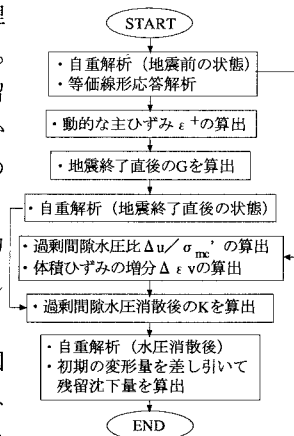 START
・自重解析（地震前の状態）
・等価線形応答解析
・動的な主ひずみε⁺の算出
・地震終了直後のGを算出
・自重解析（地震終了直後の状態）
・過剰間隙水圧比Δu／σmc'の算出
・体積ひずみの増分Δεvの算出
・過剰間隙水圧消散後のKを算出
・自重解析（水圧消散後）
・初期の変形量を差し引いて
残留沈下量を算出
END